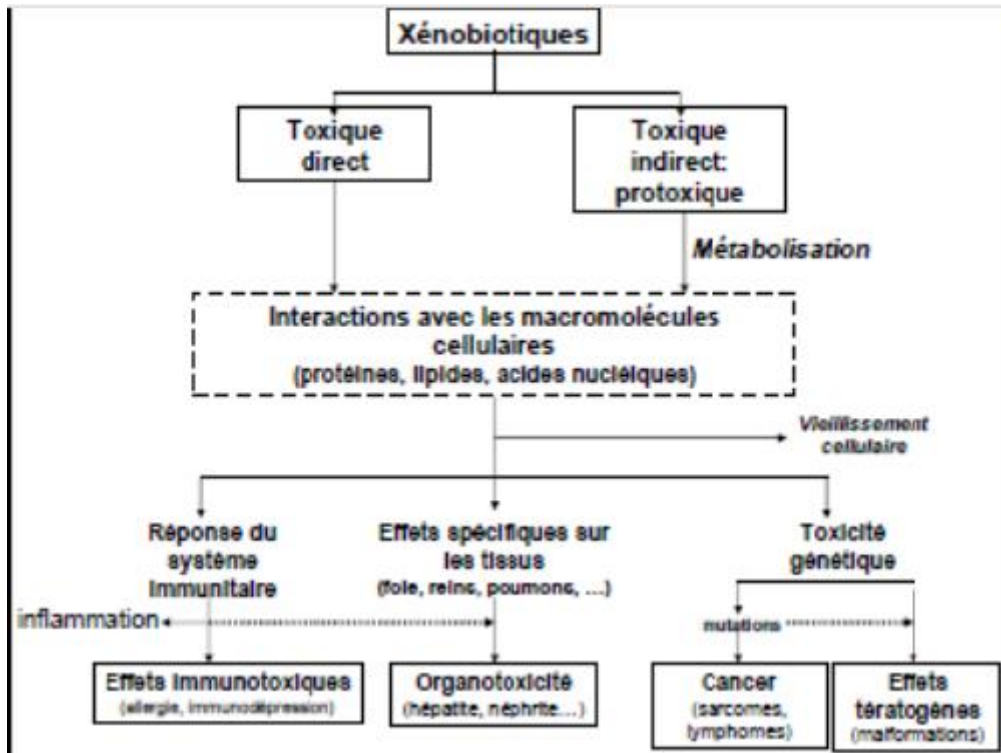 Xénobiotiques
Toxique
direct
Toxique
indirect:
protoxique
Métabolisation
Interactions avec les macromolécules
cellulaires
(protéines, lipides, acides nucléiques)
Vieillissement
cellulaire
Réponse du
système
immunitaire
Effets spécifiques sur
les tissus
(foie, reins, poumons, ...)
Toxicité
génétique
inflammation
mutations
Effets immunotoxiques
(allergie, immunodépression)
Organotoxicité
(hépatite, néphrite...)
Cancer
(sarcomes,
lymphomes)
Effets
tératogènes
(malformations)